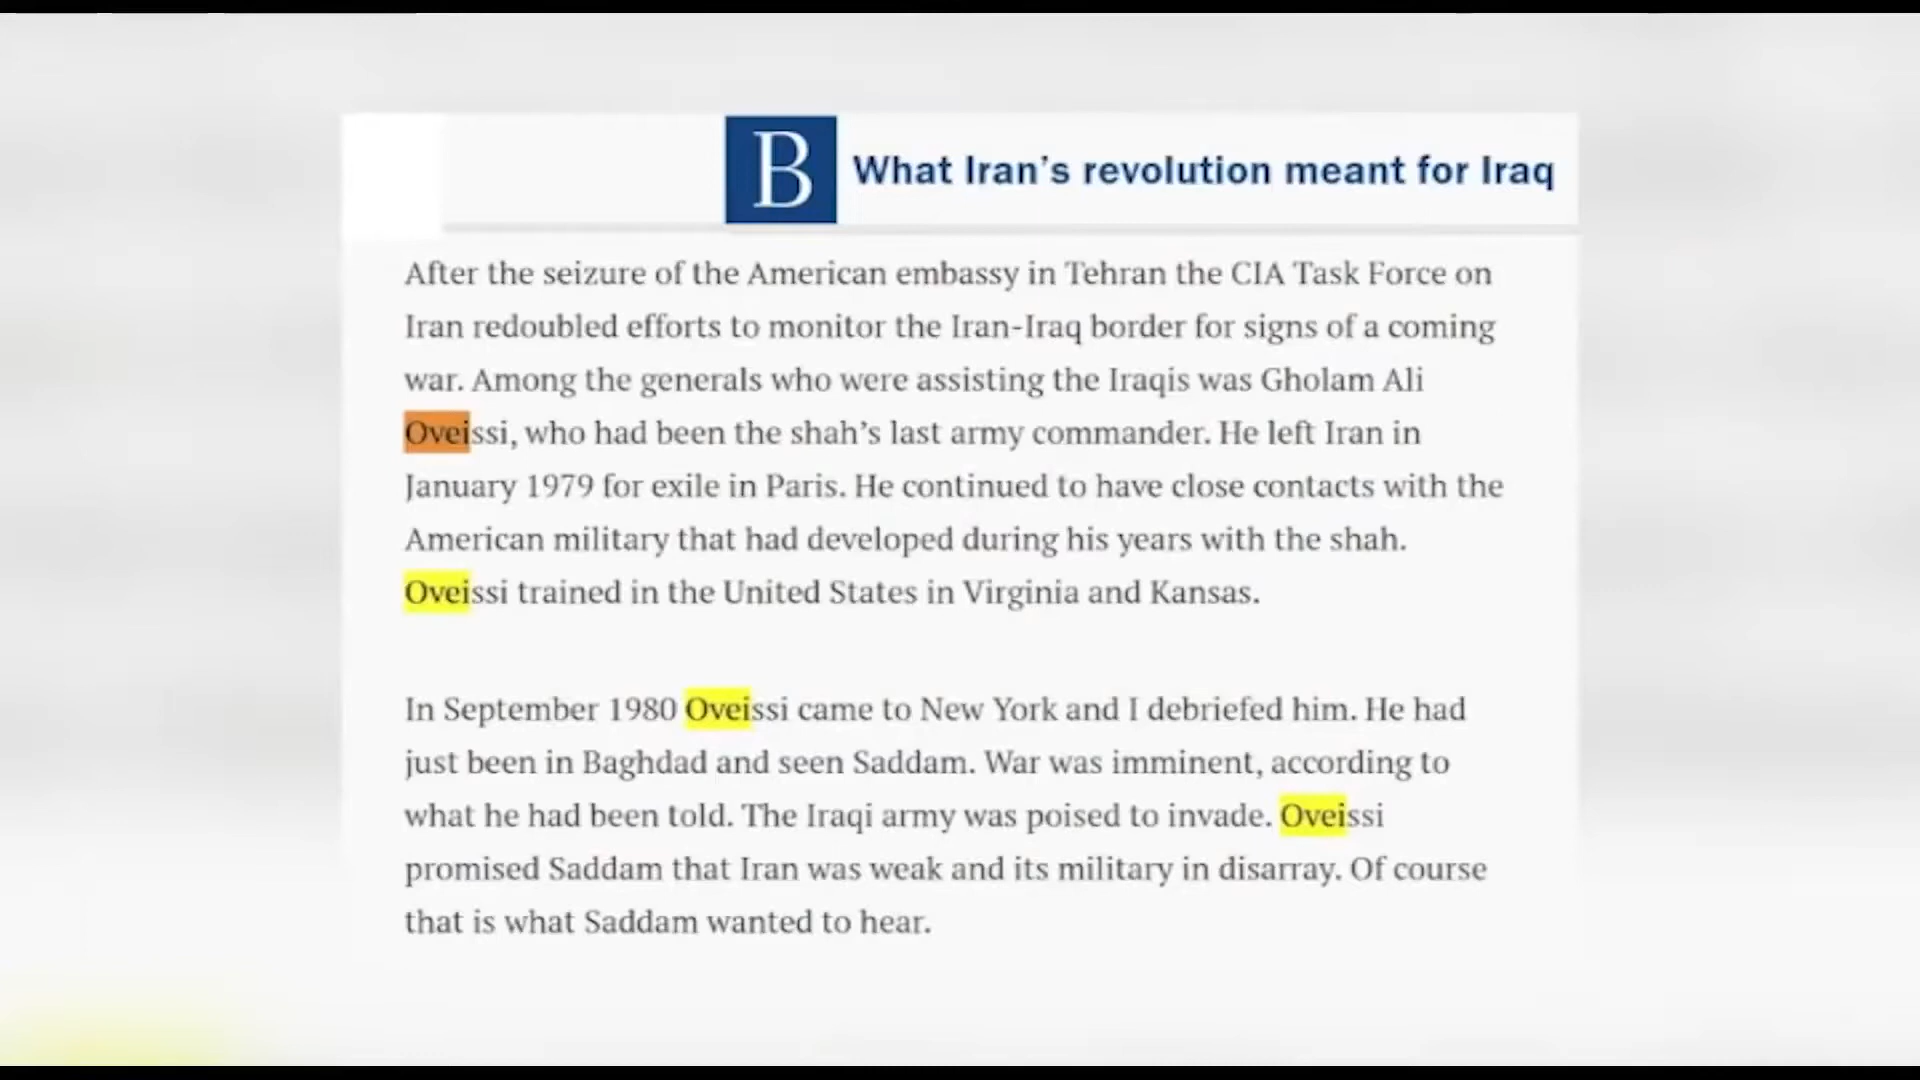 B What Iran's revolution meant for Iraq
After the seizure of the American embassy in Tehran the CIA Task Force on
Iran redoubled efforts to monitor the Iran-Iraq border for signs of a coming
war. Among the generals who were assisting the Iraqis was Gholam Ali
Oveissi, who had been the shah's last army commander. He left Iran in
January 1979 for exile in Paris. He continued to have close contacts with the
American military that had developed during his years with the shah.
Oveissi trained in the United States in Virginia and Kansas.
In September 1980 Oveissi came to New York and I debriefed him. He had
just been in Baghdad and seen Saddam. War was imminent, according to
what he had been told. The Iraqi army was poised to invade. Oveissi
promised Saddam that Iran was weak and its military in disarray. Of course
that is what Saddam wanted to hear.